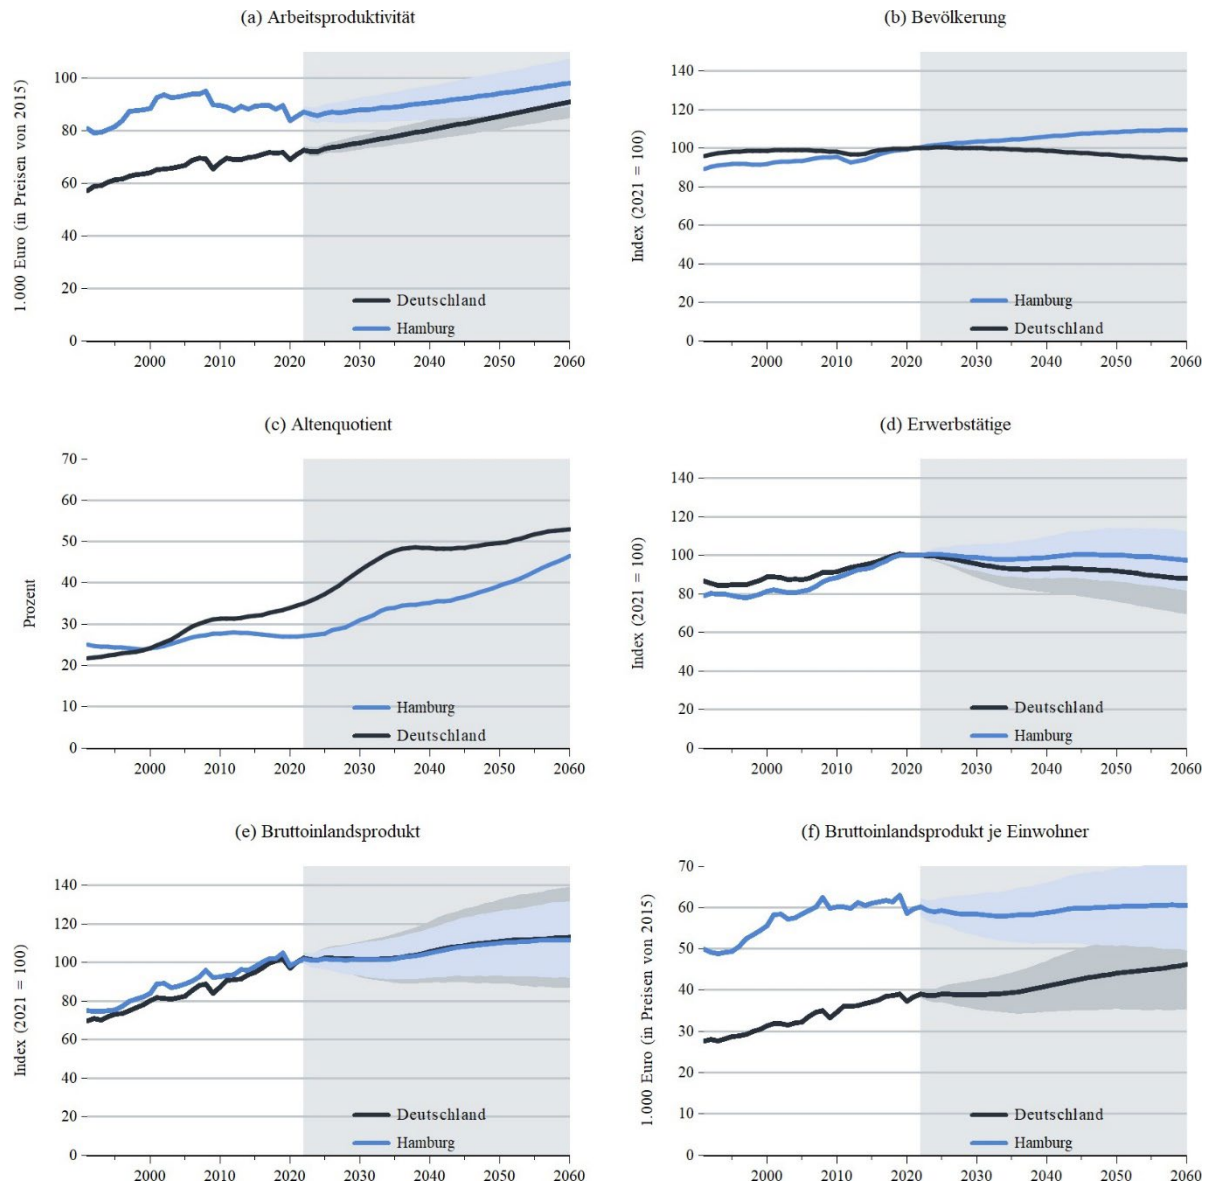 (a) Arbeitsproduktivität
1.000 Euro (in Preisen von 2015)
100
80
60
40
20
0
Deutschland
Hamburg
2000 2010 2020 2030 2040 2050 2060
(b) Bevölkerung
Index (2021 = 100)
140
120
100
80
60
40
20
0
Hamburg
Deutschland
2000 2010 2020 2030 2040 2050 2060
(c) Altenquotient
Prozent
70
60
50
40
30
20
10
0
Hamburg
Deutschland
2000 2010 2020 2030 2040 2050 2060
(d) Erwerbstätige
Index (2021 = 100)
140
120
100
80
60
40
20
0
Deutschland
Hamburg
2000 2010 2020 2030 2040 2050 2060
(e) Bruttoinlandsprodukt
Index (2021 = 100)
140
120
100
80
60
40
20
0
Deutschland
Hamburg
2000 2010 2020 2030 2040 2050 2060
(f) Bruttoinlandsprodukt je Einwohner
1.000 Euro (in Preisen von 2015)
70
60
50
40
30
20
10
0
Deutschland
Hamburg
2000 2010 2020 2030 2040 2050 2060